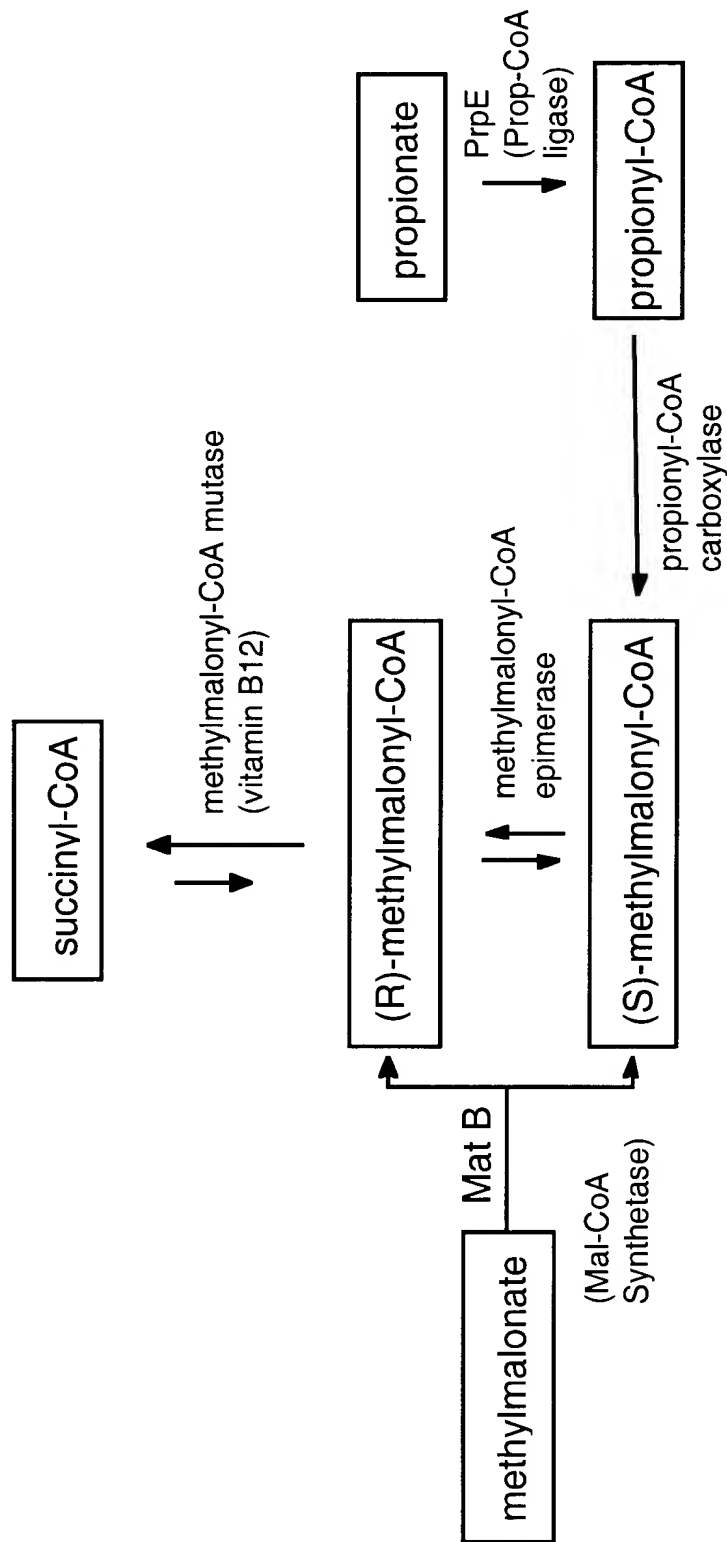 succinyl-CoA
methylmalonyl-CoA mutase
(vitamin B12)
(R)-methylmalonyl-CoA
propionate
Mat B
methylmalonyl-CoA
epimerase
PrpE
(Prop-CoA
ligase)
methylmalonate
(Mal-CoA
Synthetase)
(S)-methylmalonyl-CoA
propionyl-CoA
carboxylase
propionyl-CoA